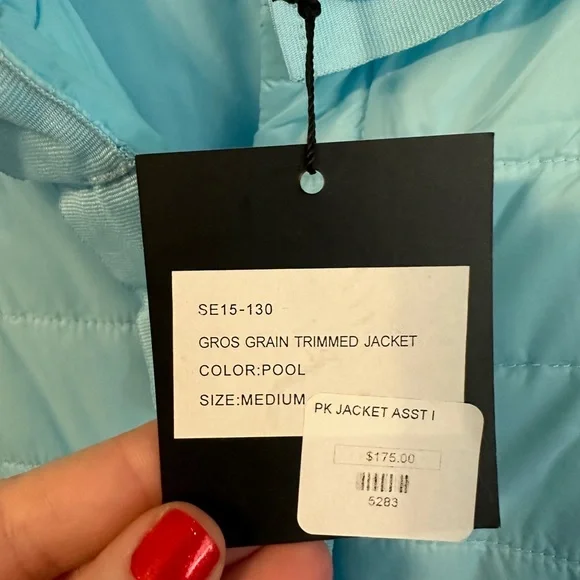 SE15-130
GROS GRAIN TRIMMED JACKET
COLOR:POOL
SIZE:MEDIUM
PK JACKET ASST I
$175.00
5283